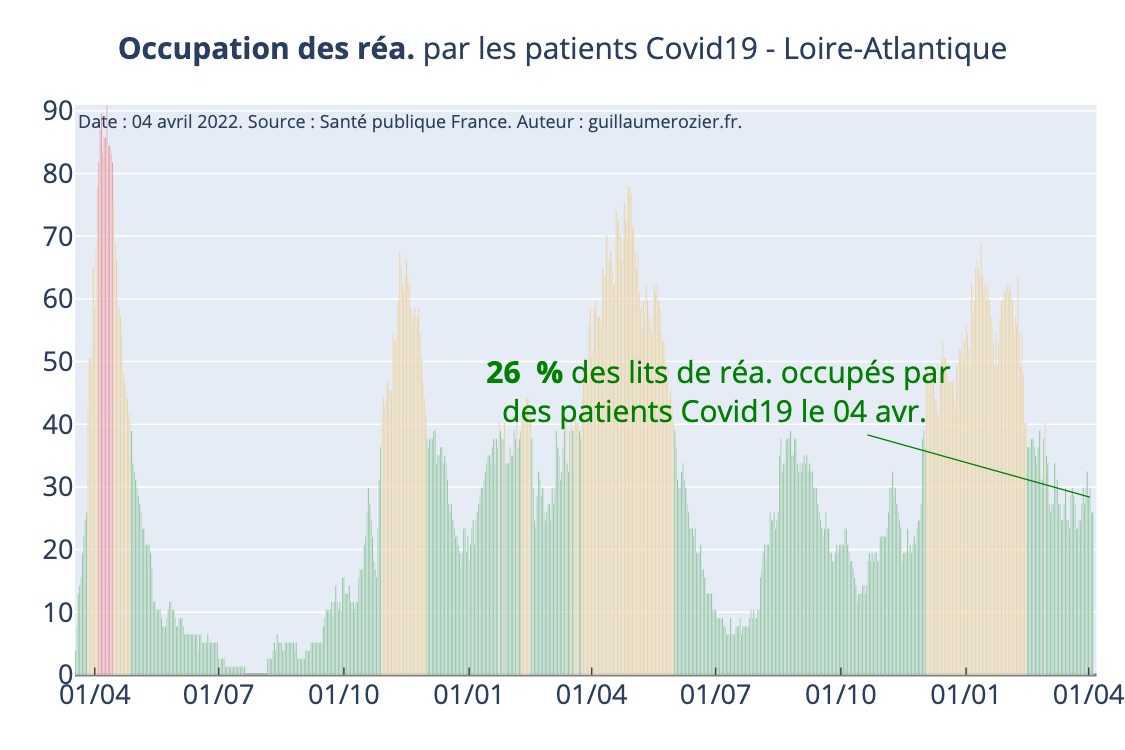 Occupation des réa. par les patients Covid19 - Loire-Atlantique
90
Date : 04 avril 2022. Source : Santé publique France. Auteur : guillaumerozier.fr.
80
70
60
50
26 % des lits de réa. occupés par
des patients Covid19 le 04 avr.
40
30
20
10
0
01/04 01/07 01/10 01/01 01/04 01/07 01/10 01/01 01/04